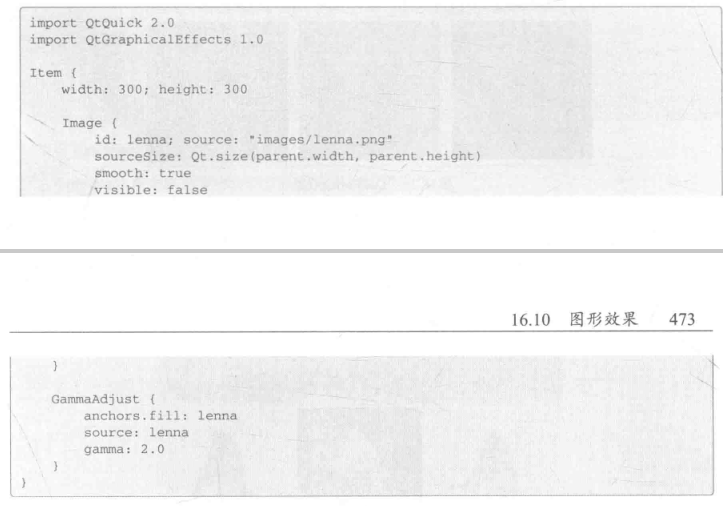 import QtQuick 2.0
import QtGraphicalEffects 1.0
Item {
width: 300; height: 300
Image {
id: lenna; source: "images/lenna.png"
sourceSize: Qt.size(parent.width, parent.height)
smooth: true
visible: false
16.10 图形效果 473
}
GammaAdjust {
anchors.fill: lenna
source: lenna
gamma: 2.0
}
}